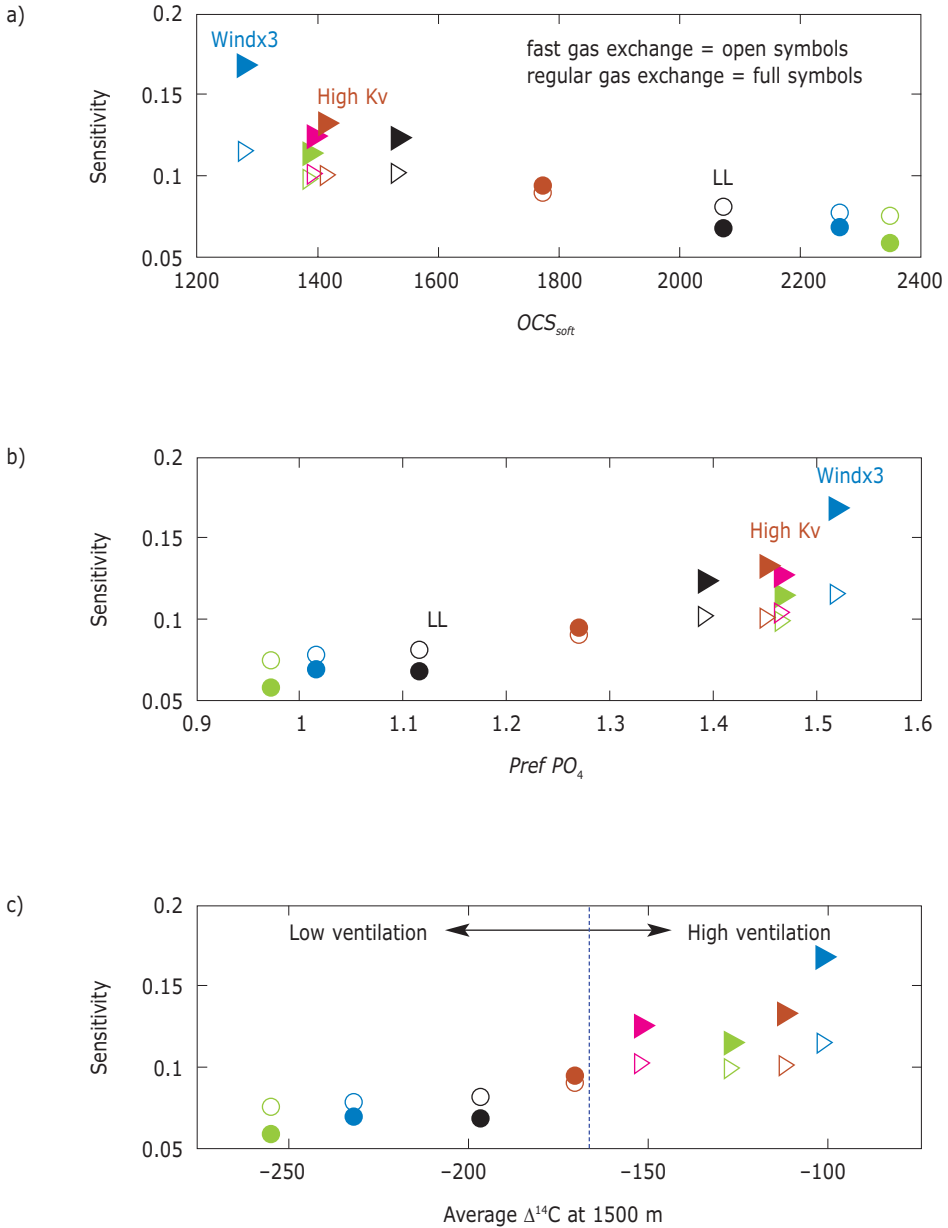 a)
0.2
Windx3
fast gas exchange = open symbols
regular gas exchange = full symbols
0.15
High Kv
Sensitivity
0.1
LL
0.05
1200 1400 1600 1800 2000 2200 2400
OCS_soft
b)
0.2
Windx3
0.15
High Kv
Sensitivity
0.1
LL
0.05
0.9 1 1.1 1.2 1.3 1.4 1.5 1.6
Pref PO₄
c)
0.2
Low ventilation High ventilation
0.15
Sensitivity
0.1
0.05
−250 −200 −150 −100
Average Δ¹⁴C at 1500 m